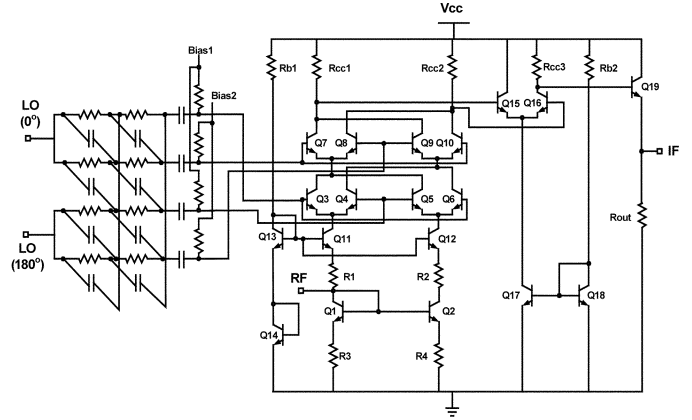 Vcc
Bias1
Bias2
Rb1
Rcc1
Rcc2
Rcc3
Rb2
Q15
Q16
Q19
LO
(0°)
Q7
Q8
Q9
Q10
IF
Q3
Q4
Q5
Q6
Rout
LO
(180°)
Q13
Q11
Q12
RF
R1
R2
Q17
Q18
Q1
Q2
Q14
R3
R4